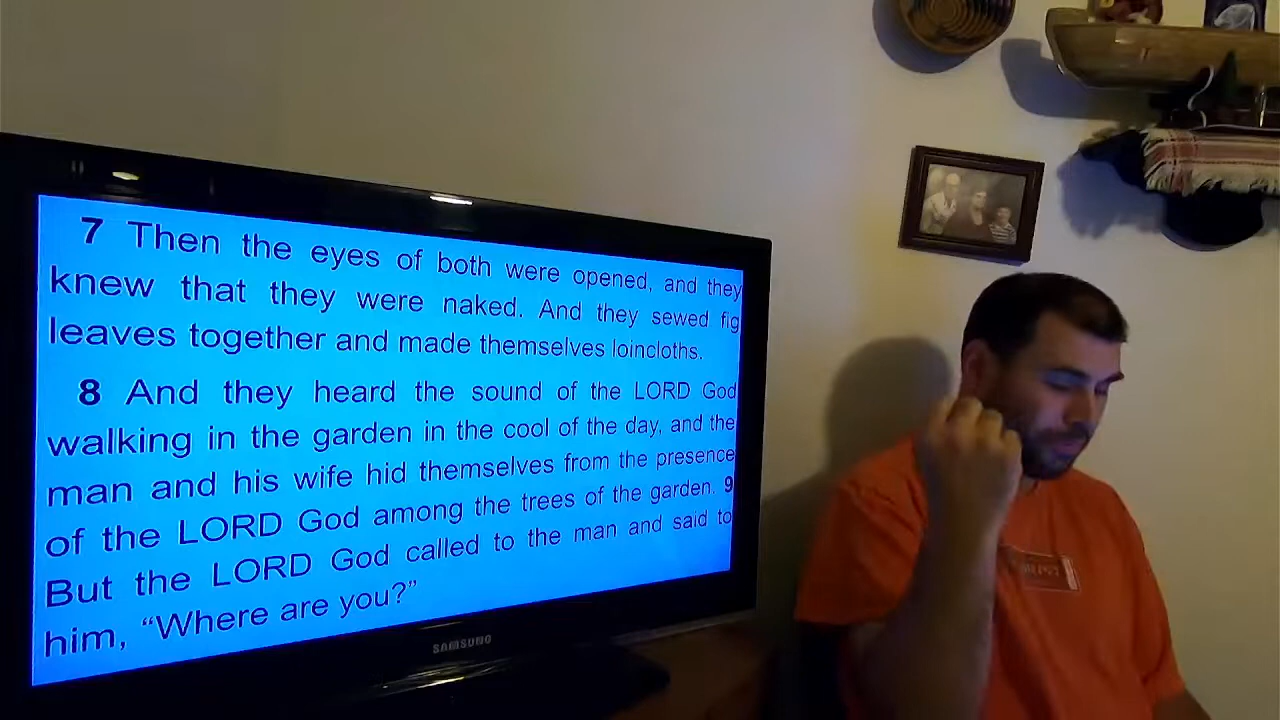 7 Then the eyes of both were opened, and they
knew that they were naked. And they sewed fig
leaves together and made themselves loincloths.
8 And they heard the sound of the LORD God
walking in the garden in the cool of the day, and the
man and his wife hid themselves from the presence
of the LORD God among the trees of the garden. 9
But the LORD God called to the man and said to
him, “Where are you?”
SAMSUNG